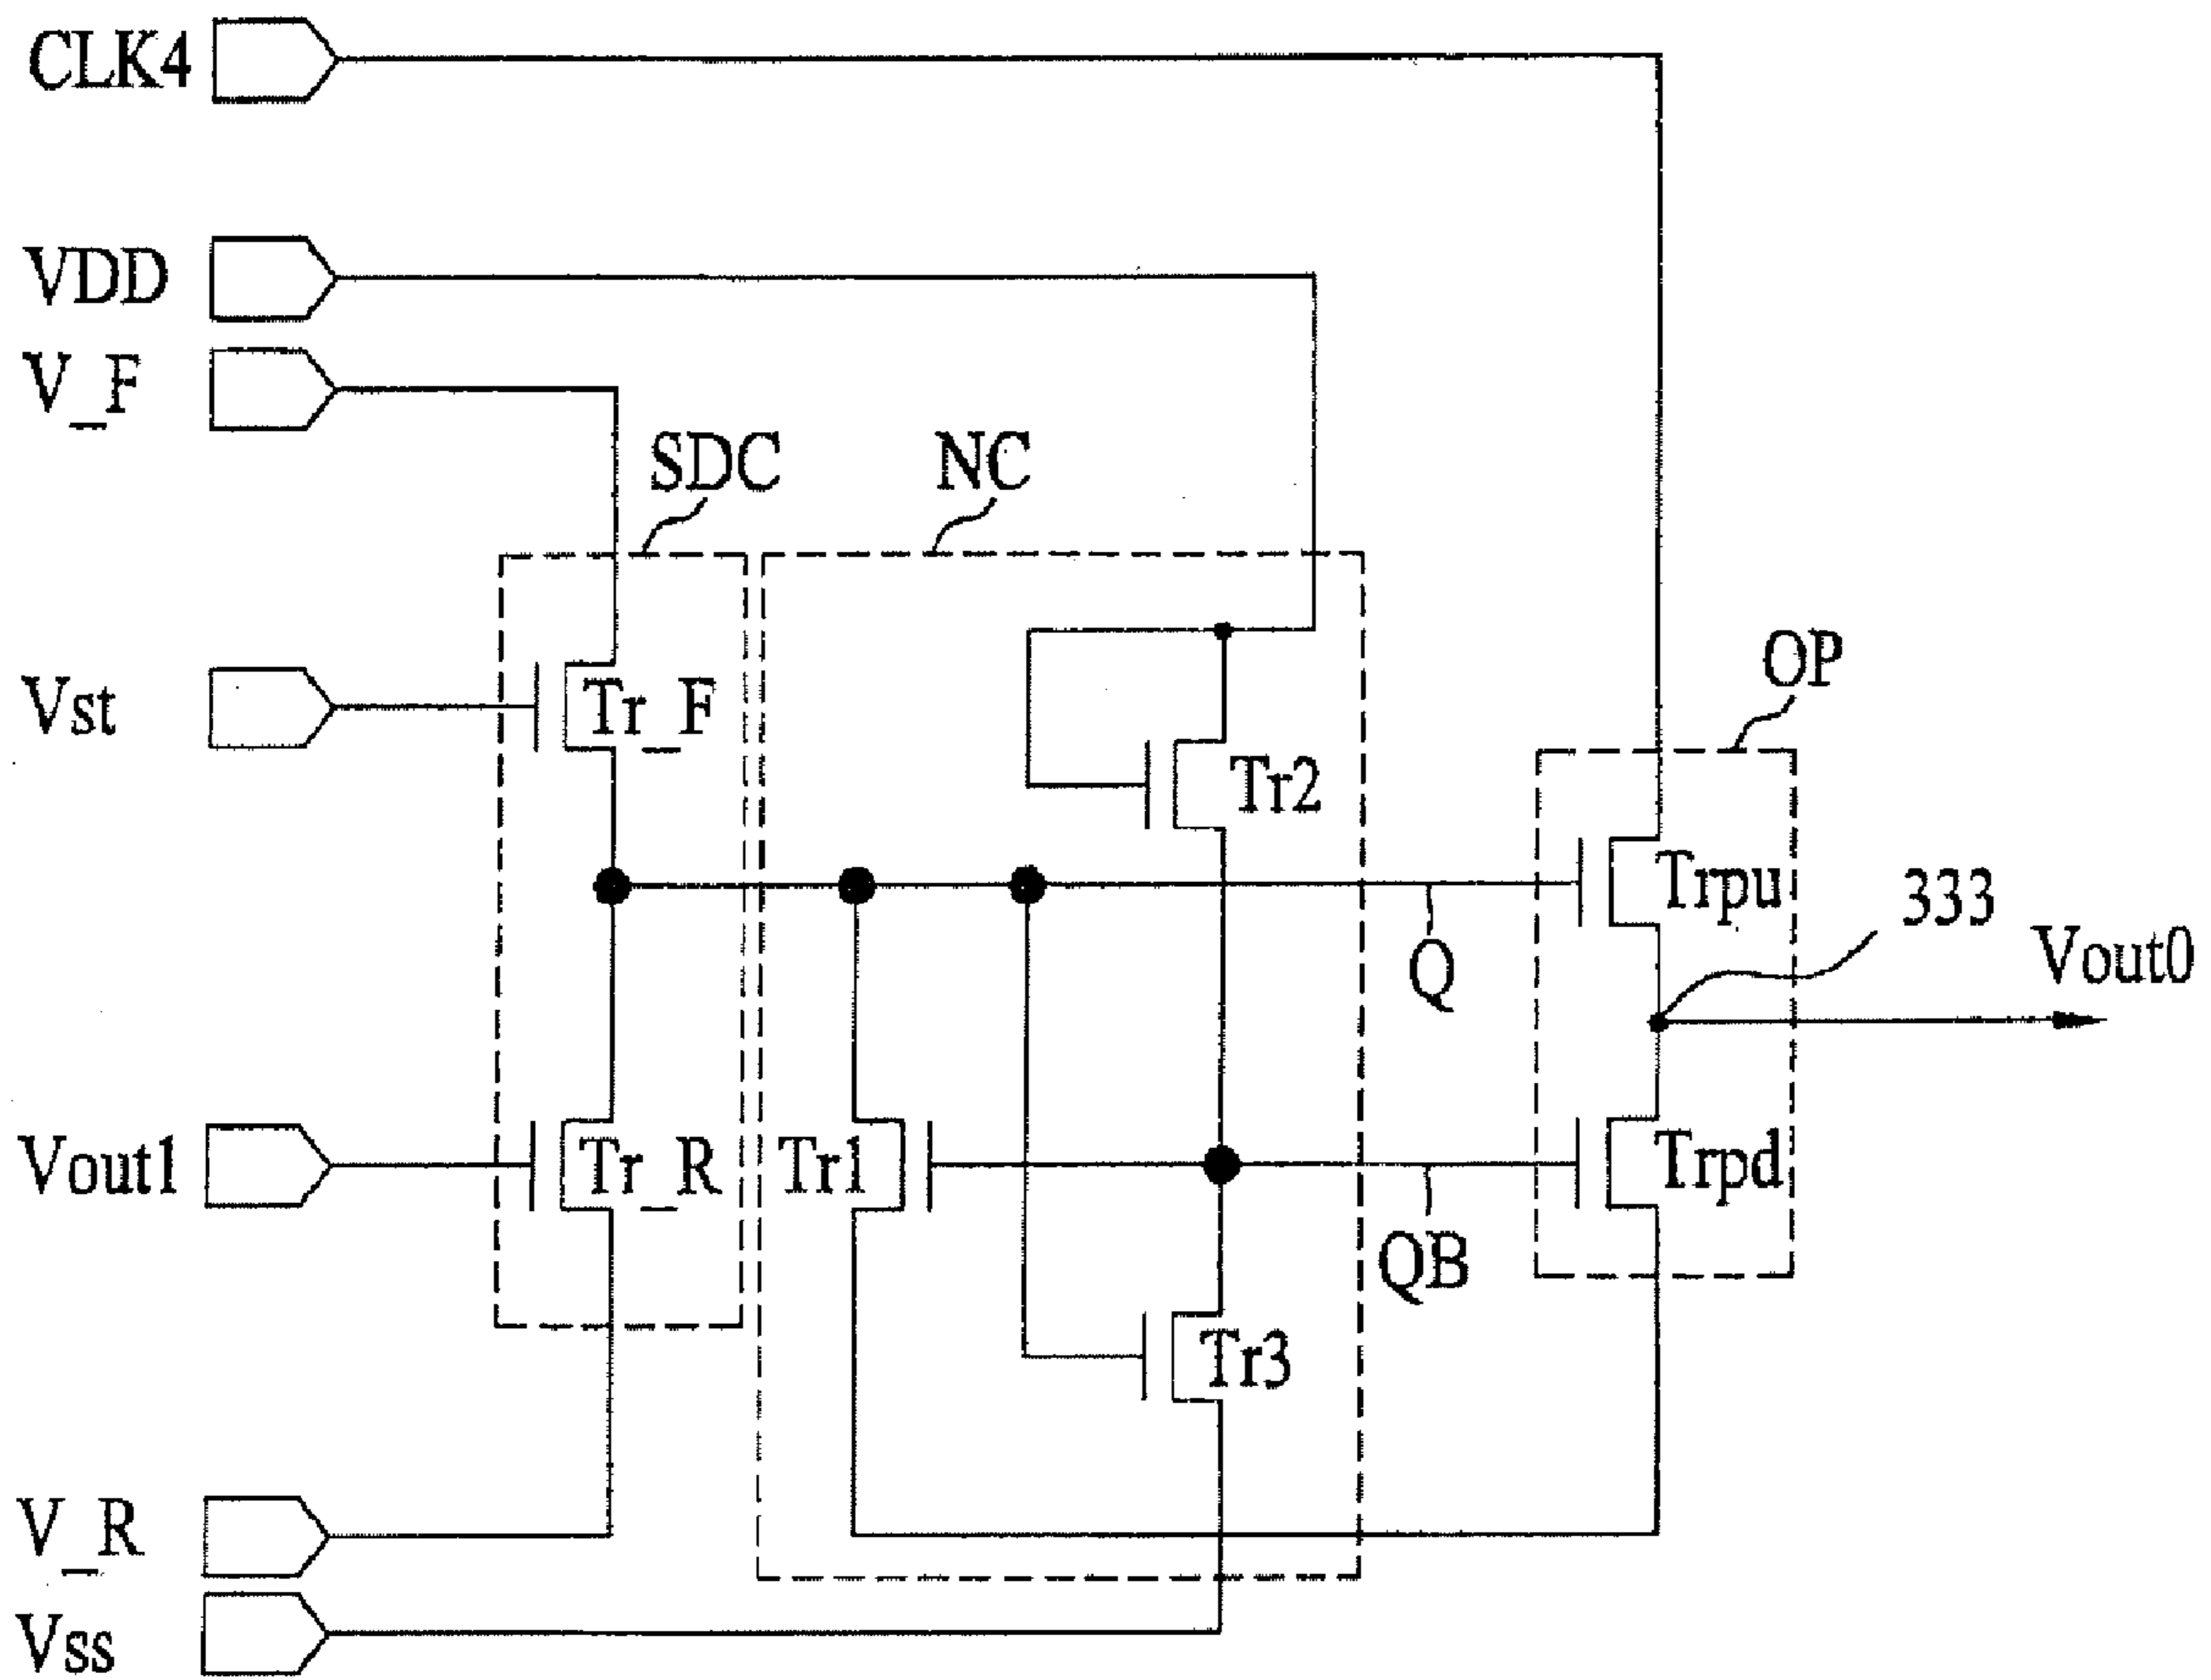 CLK4
VDD
V_F
SDC
NC
Vst
Tr_F
Tr2
OP
Trpu
333
Q
Vout0
Vout1
Tr_R
Tr1
Trpd
QB
Tr3
V_R
Vss